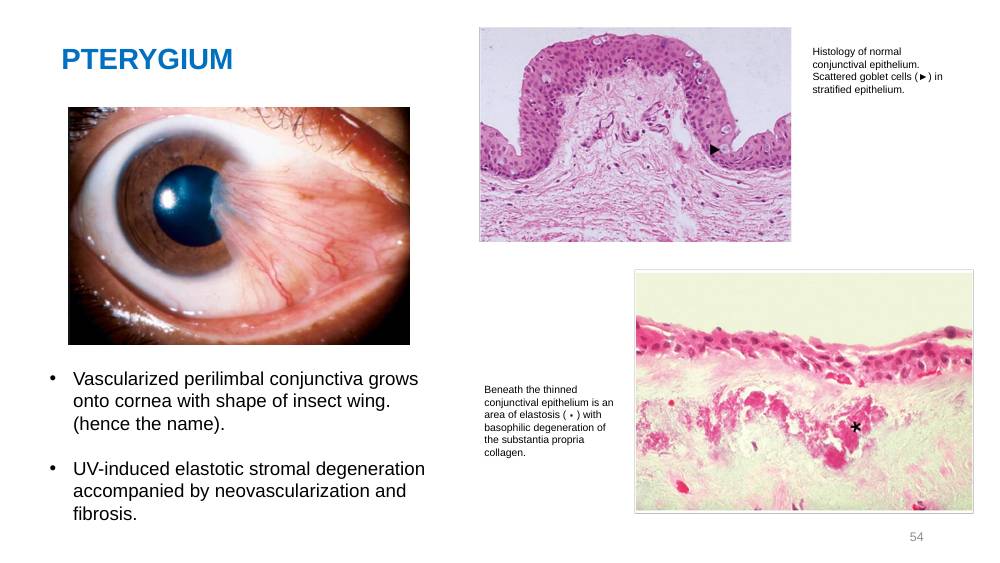 PTERYGIUM
Histology of normal
conjunctival epithelium.
Scattered goblet cells (►) in
stratified epithelium.
• Vascularized perilimbal conjunctiva grows
onto cornea with shape of insect wing.
(hence the name).
• UV-induced elastotic stromal degeneration
accompanied by neovascularization and
fibrosis.
Beneath the thinned
conjunctival epithelium is an
area of elastosis ( * ) with
basophilic degeneration of
the substantia propria
collagen.
*
54